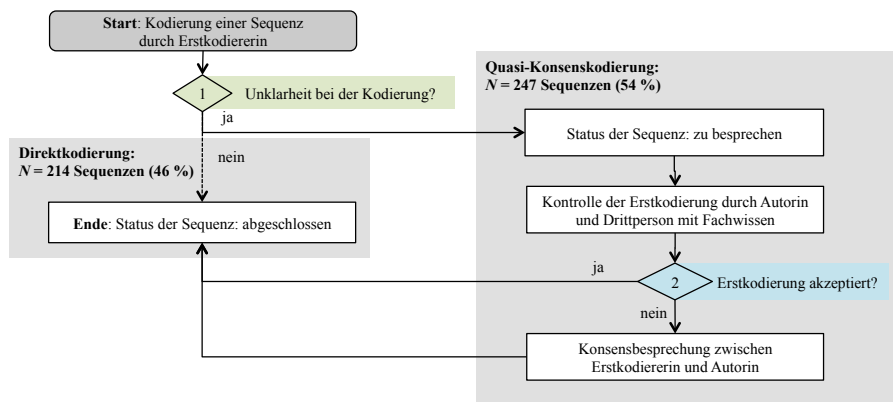 Start: Kodierung einer Sequenz
durch Erstkodiererin
1
Unklarheit bei der Kodierung?
ja
nein
Direktkodierung:
N = 214 Sequenzen (46 %)
Ende: Status der Sequenz: abgeschlossen
Quasi-Konsenskodierung:
N = 247 Sequenzen (54 %)
Status der Sequenz: zu besprechen
Kontrolle der Erstkodierung durch Autorin
und Drittperson mit Fachwissen
ja
2
Erstkodierung akzeptiert?
nein
Konsensbesprechung zwischen
Erstkodiererin und Autorin